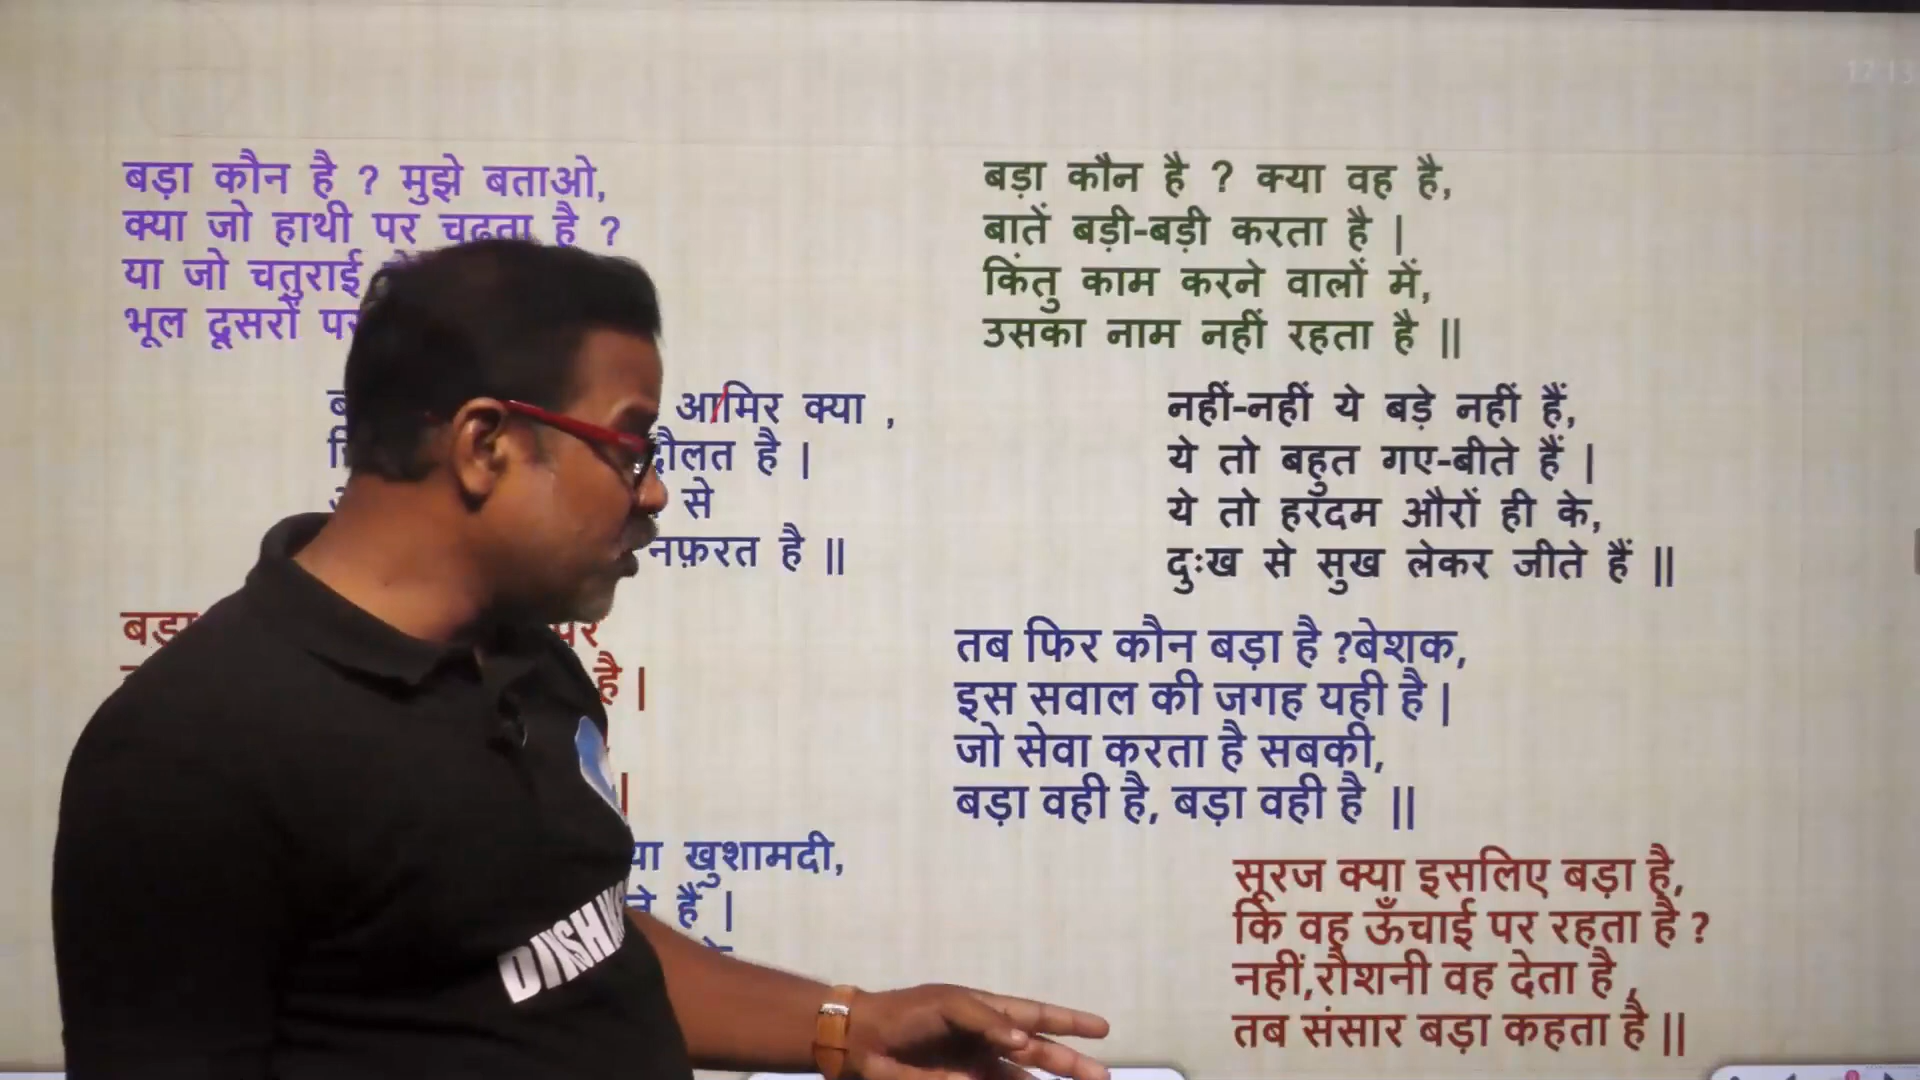 बड़ा कौन है ? मुझे बताओ,
क्या जो हाथी पर चढ़ता है ?
या जो चतुराई
भूल दूसरों पर
आमिर क्या ,
दौलत है |
से
नफ़रत है ||
बड़ा पर
है |
|
या खुशामदी,
हैं |
बड़ा कौन है ? क्या वह है,
बातें बड़ी-बड़ी करता है |
किंतु काम करने वालों में,
उसका नाम नहीं रहता है ||
नहीं-नहीं ये बड़े नहीं हैं,
ये तो बहुत गए-बीते हैं |
ये तो हरदम औरों ही के,
दुःख से सुख लेकर जीते हैं ||
तब फिर कौन बड़ा है ?बेशक,
इस सवाल की जगह यही है |
जो सेवा करता है सबकी,
बड़ा वही है, बड़ा वही है ||
सूरज क्या इसलिए बड़ा है,
कि वह ऊँचाई पर रहता है ?
नहीं,रौशनी वह देता है ,
तब संसार बड़ा कहता है ||